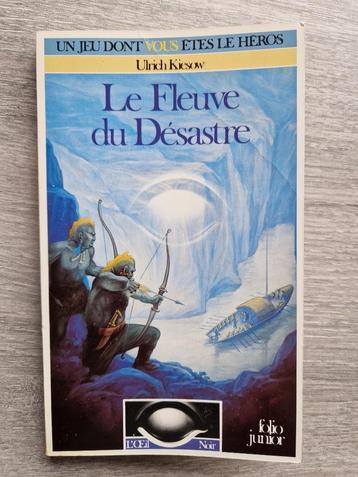 UN JEU DONT VOUS ÊTES LE HÉROS
Ulrich Kiesow
Le Fleuve
du Désastre
L'Œil Noir
folio
junior